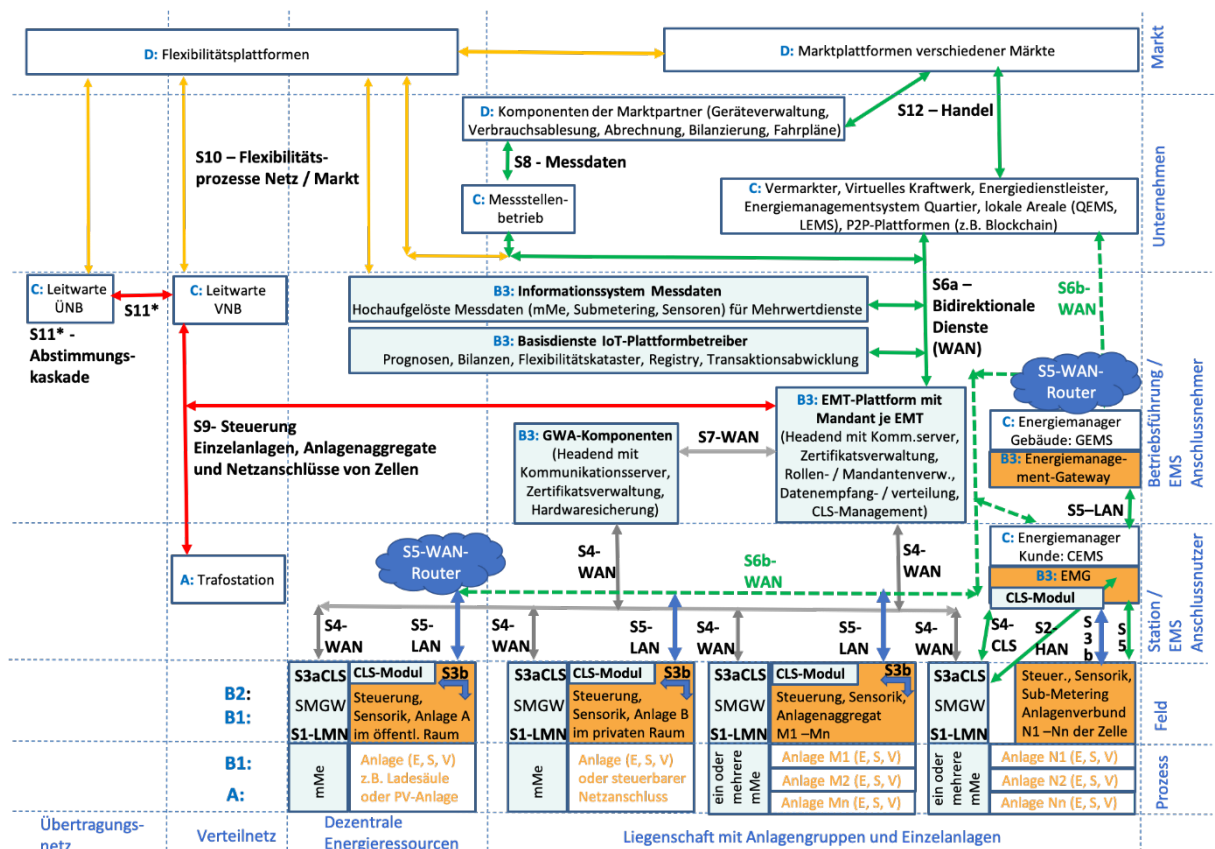 D: Flexibilitätsplattformen
D: Marktplattformen verschiedener Märkte
Markt
D: Komponenten der Marktpartner (Geräteverwaltung,
Verbrauchsablesung, Abrechnung, Bilanzierung, Fahrpläne)
S12 – Handel
S10 – Flexibilitäts-
prozesse Netz / Markt
S8 - Messdaten
C: Messstellen-
betrieb
C: Vermarkter, Virtuelles Kraftwerk, Energiedienstleister,
Energiemanagementsystem Quartier, lokale Areale (QEMS,
LEMS), P2P-Plattformen (z.B. Blockchain)
Unternehmen
C: Leitwarte
ÜNB
S11*
C: Leitwarte
VNB
S11* -
Abstimmungs-
kaskade
B3: Informationssystem Messdaten
Hochaufgelöste Messdaten (mMe, Submetering, Sensoren) für Mehrwertdienste
B3: Basisdienste IoT-Plattformbetreiber
Prognosen, Bilanzen, Flexibilitätskataster, Registry, Transaktionsabwicklung
S6a –
Bidirektionale
Dienste
(WAN)
S6b-
WAN
S5-WAN-
Router
S9- Steuerung
Einzelanlagen, Anlagenaggregate
und Netzanschlüsse von Zellen
B3: GWA-Komponenten
(Headend mit
Kommunikationsserver,
Zertifikatsverwaltung,
Hardwaresicherung)
S7-WAN
B3: EMT-Plattform mit
Mandant je EMT
(Headend mit Komm.server,
Zertifikatsverwaltung,
Rollen- / Mandantenverw.,
Datenempfang- / verteilung,
CLS-Management)
C: Energiemanager
Gebäude: GEMS
B3: Energiemanage-
ment-Gateway
S5–LAN
Betriebsführung /
EMS
Anschlussnehmer
A: Trafostation
S5-WAN-
Router
S4-
WAN
S6b-
WAN
S4-
WAN
C: Energiemanager
Kunde: CEMS
B3: EMG
CLS-Modul
S4-
WAN
S5-
LAN
S4-
WAN
S5-
LAN
S4-
WAN
S5-
LAN
S4-
WAN
S4-
CLS
S2-
HAN
S
3
b
S
5
Station /
EMS
Anschlussnutzer
B2:
B1:
S3aCLS
SMGW
S1-LMN
CLS-Modul
S3b
Steuerung,
Sensorik, Anlage A
im öffentl. Raum
S3aCLS
SMGW
S1-LMN
CLS-Modul
S3b
Steuerung,
Sensorik, Anlage B
im privaten Raum
S3aCLS
SMGW
S1-LMN
CLS-Modul
S3b
Steuerung, Sensorik,
Anlagenaggregat
M1 –Mn
S3aCLS
SMGW
S1-LMN
Steuer., Sensorik,
Sub-Metering
Anlagenverbund
N1 –Nn der Zelle
Feld
B1:
A:
mMe
Anlage (E, S, V)
z.B. Ladesäule
oder PV-Anlage
mMe
Anlage (E, S, V)
oder steuerbarer
Netzanschluss
ein oder
mehrere
mMe
Anlage M1 (E, S, V)
Anlage M2 (E, S, V)
Anlage Mn (E, S, V)
ein oder
mehrere
mMe
Anlage N1 (E, S, V)
Anlage N2 (E, S, V)
Anlage Nn (E, S, V)
Prozess
Übertragungs-
netz
Verteilnetz
Dezentrale
Energieressourcen
Liegenschaft mit Anlagengruppen und Einzelanlagen